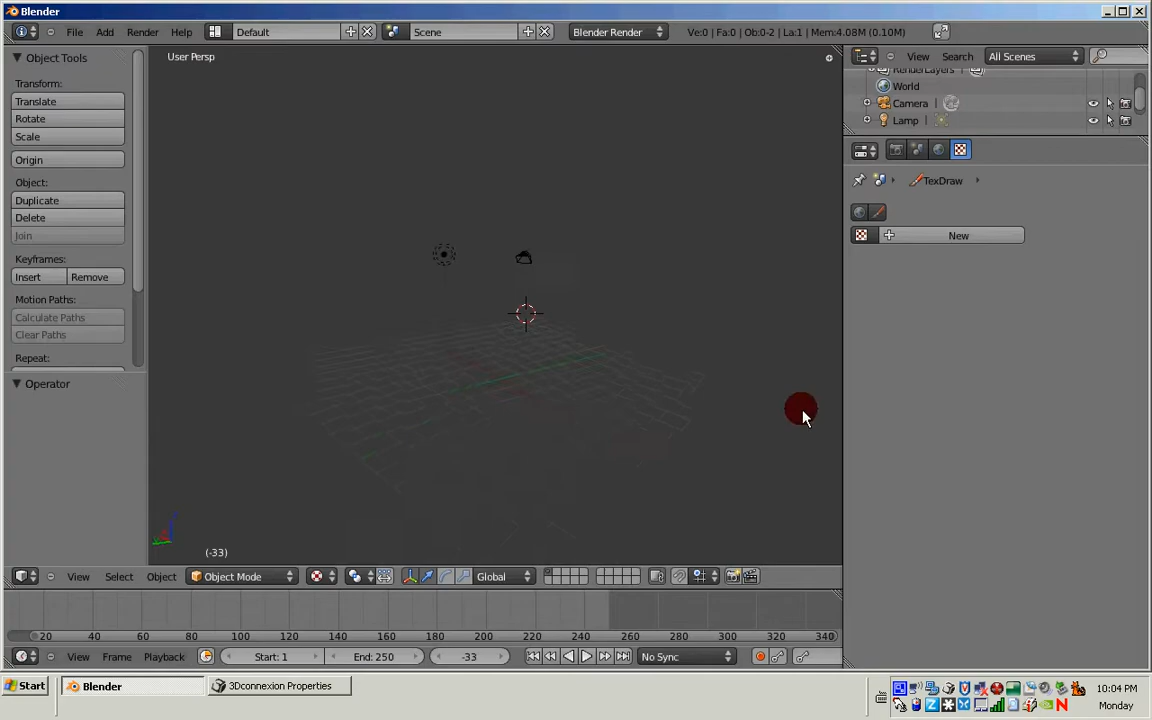 Blender
File Add Render Help Default Scene Blender Render Ve:0 | Fa:0 | Ob:0-2 | La:1 | Mem:4.08M (0.10M)
Object Tools
Transform:
Translate
Rotate
Scale
Origin
Object:
Duplicate
Delete
Join
Keyframes:
Insert Remove
Motion Paths:
Calculate Paths
Clear Paths
Repeat:
Operator
User Persp
(-33)
View Search All Scenes
RenderLayers
World
Camera
Lamp
TexDraw
New
View Select Object Object Mode Global
20 40 60 80 100 120 140 160 180 200 220 240 260 280 300 320 340
View Frame Playback Start: 1 End: 250 -33 No Sync
Start Blender 3Dconnexion Properties
10:04 PM
Monday